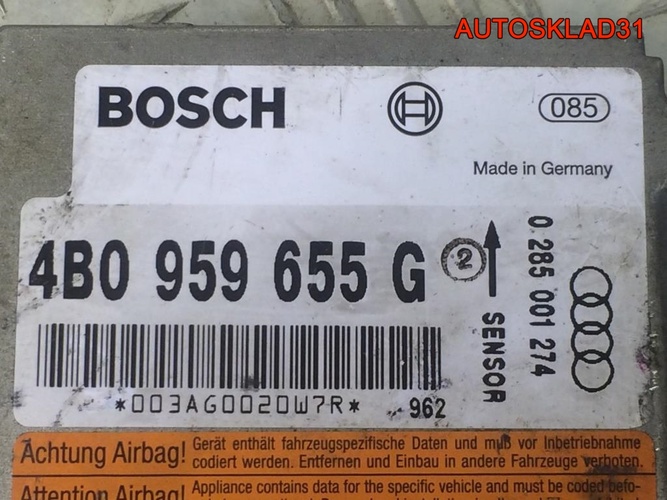 AUTOSKLAD31
BOSCH
085
Made in Germany
4B0 959 655 G
2
SENSOR
0 285 001 274
*003AG0020W7R*
962
Achtung Airbag! Gerät enthält fahrzeugspezifische Daten und muß vor Inbetriebnahme
codiert werden. Entfernen und Einbau in andere Fahrzeuge verboten.
Attention Airbag! Appliance contains data for the specific vehicle and must be coded befo-